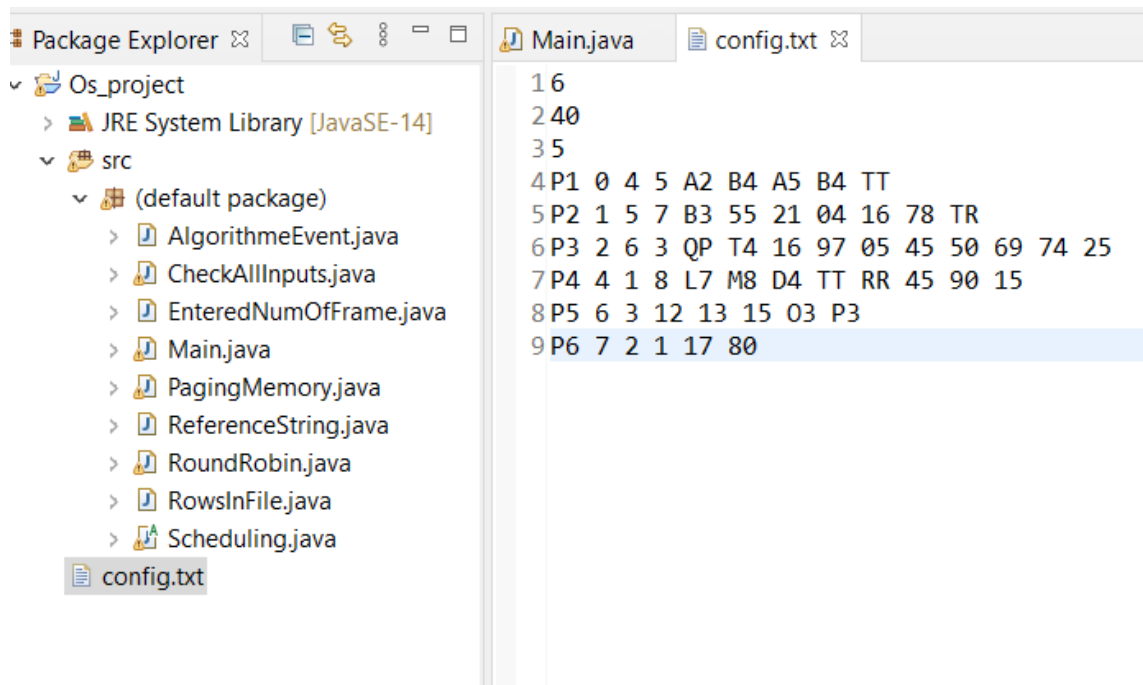 Package Explorer
Os_project
JRE System Library [JavaSE-14]
src
(default package)
AlgorithmeEvent.java
CheckAllInputs.java
EnteredNumOfFrame.java
Main.java
PagingMemory.java
ReferenceString.java
RoundRobin.java
RowsInFile.java
Scheduling.java
config.txt
Main.java config.txt
1 6
2 40
3 5
4 P1 0 4 5 A2 B4 A5 B4 TT
5 P2 1 5 7 B3 55 21 04 16 78 TR
6 P3 2 6 3 QP T4 16 97 05 45 50 69 74 25
7 P4 4 1 8 L7 M8 D4 TT RR 45 90 15
8 P5 6 3 12 13 15 O3 P3
9 P6 7 2 1 17 80